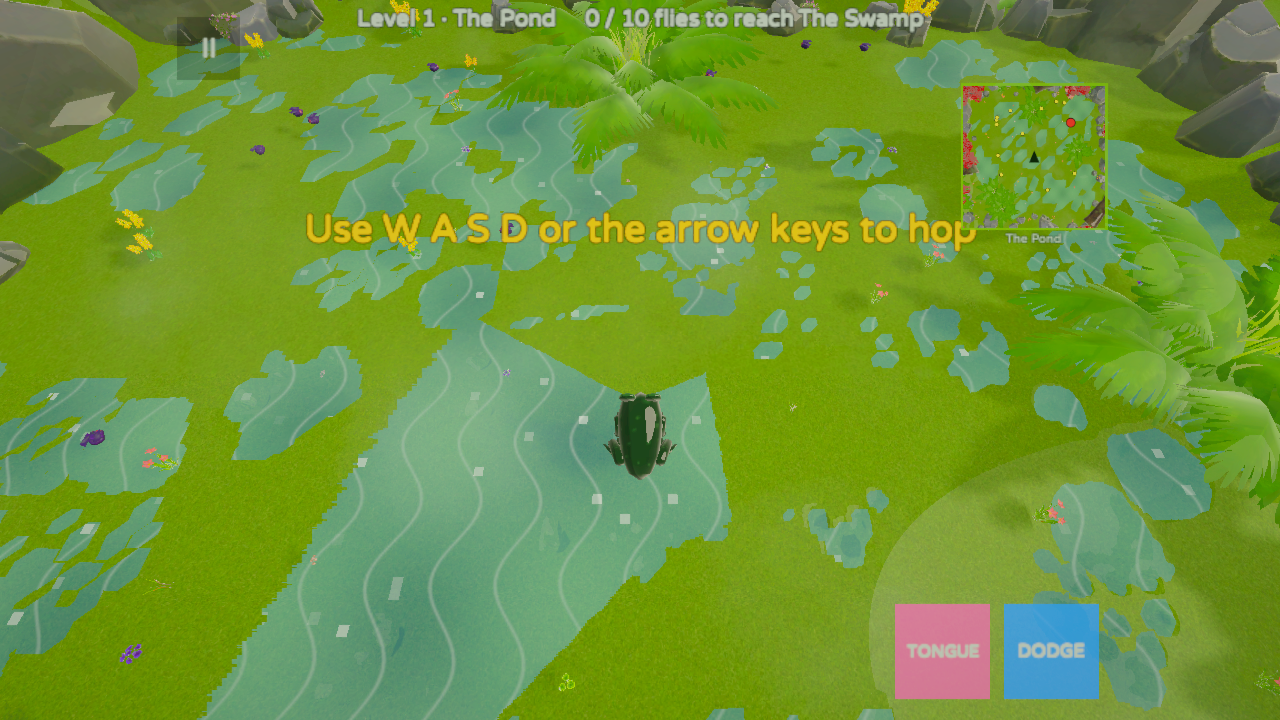 Level 1 · The Pond 0 / 10 flies to reach The Swamp
Use W A S D or the arrow keys to hop
The Pond
TONGUE
DODGE